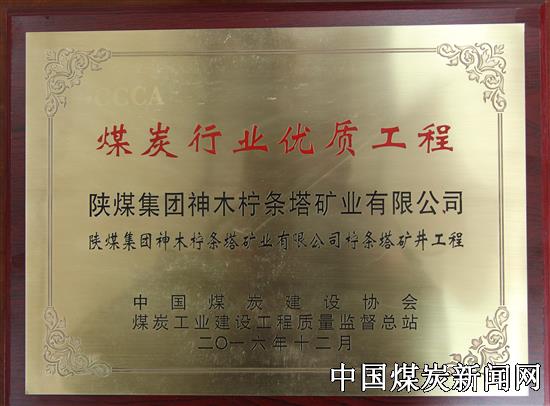 CCCA
煤炭行业优质工程
陕煤集团神木柠条塔矿业有限公司
陕煤集团神木柠条塔矿业有限公司柠条塔矿井工程
中国煤炭建设协会
煤炭工业建设工程质量监督总站
二〇一六年十二月
中国煤炭新闻网